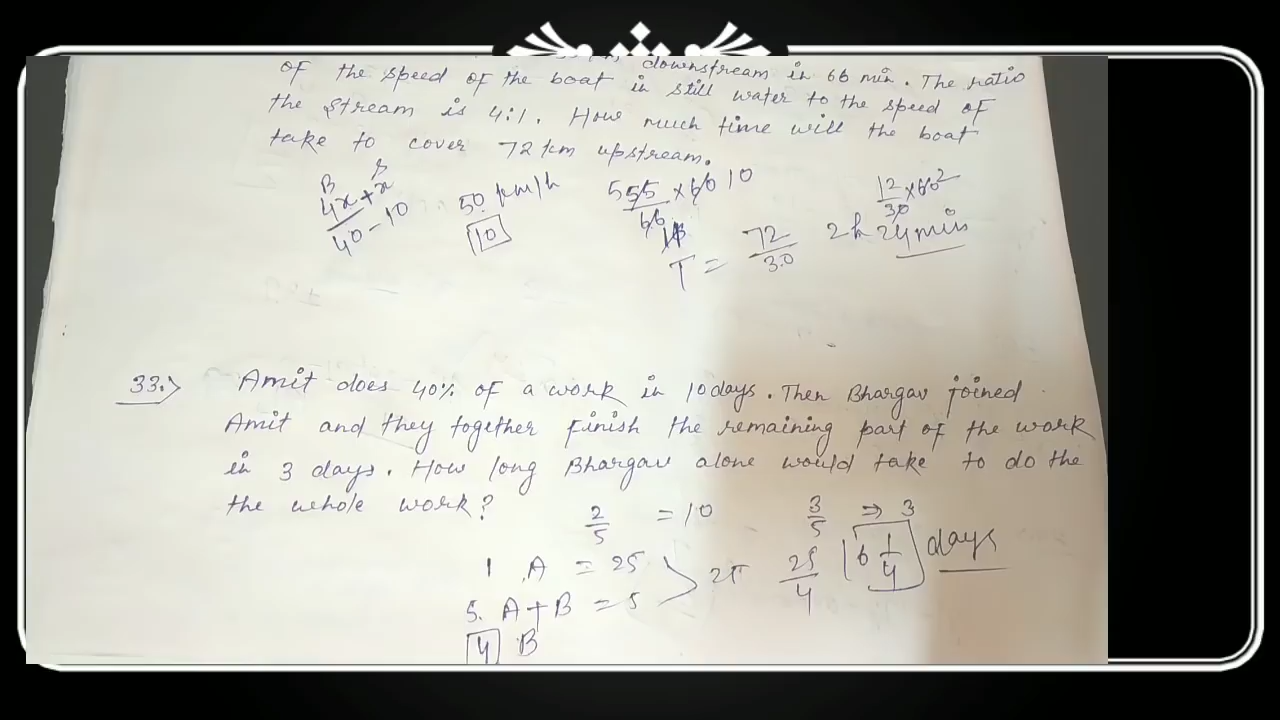 downstream in 66 min. The ratio
of the speed of the boat in still water to the speed of
the stream is 4:1. How much time will the boat
take to cover 72 km upstream.
B S
4x+x
40-10
50 km/h
10
555 × 60 10
66
T = 72/30
12/30 × 60 2
2h 24 min
33.> Amit does 40% of a work in 10 days. Then Bhargav joined
Amit and they together finish the remaining part of the work
in 3 days. How long Bhargav alone would take to do the
the whole work?
2/5 = 10
3/5 ⇒ 3
1 A = 25
5. A+B = 5
25
25/4
6 1/4 days
4 B